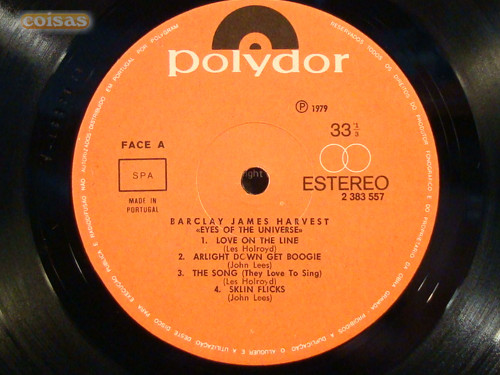 coisas
polydor
℗ 1979
FACE A
33 1/3
SPA
ESTEREO
2 383 557
MADE IN
PORTUGAL
BARCLAY JAMES HARVEST
«EYES OF THE UNIVERSE»
1. LOVE ON THE LINE
(Les Holroyd)
2. ARLIGHT DOWN GET BOOGIE
(John Lees)
3. THE SONG (They Love To Sing)
(Les Holroyd)
4. SKLIN FLICKS
(John Lees)